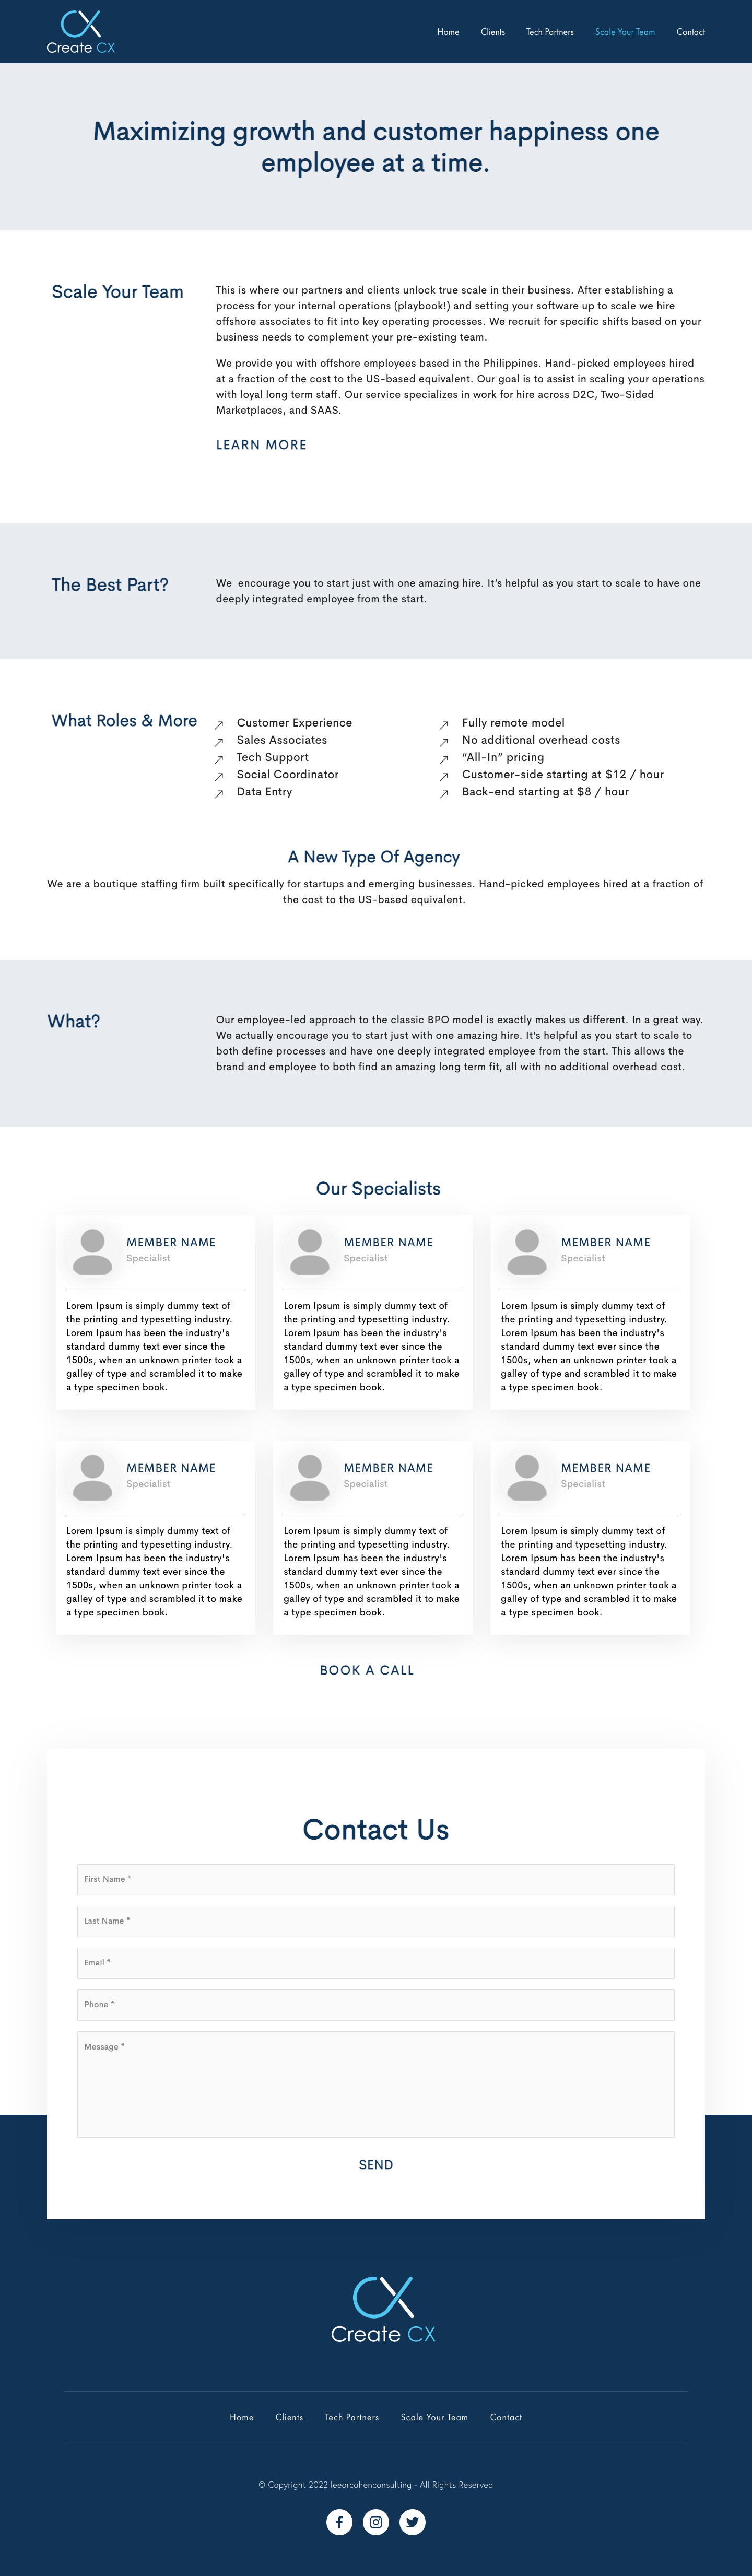 CX
Create CX
Home Clients Tech Partners Scale Your Team Contact
Maximizing growth and customer happiness one
employee at a time.
Scale Your Team
This is where our partners and clients unlock true scale in their business. After establishing a
process for your internal operations (playbook!) and setting your software up to scale we hire
offshore associates to fit into key operating processes. We recruit for specific shifts based on your
business needs to complement your pre-existing team.
We provide you with offshore employees based in the Philippines. Hand-picked employees hired
at a fraction of the cost to the US-based equivalent. Our goal is to assist in scaling your operations
with loyal long term staff. Our service specializes in work for hire across D2C, Two-Sided
Marketplaces, and SAAS.
LEARN MORE
The Best Part?
We  encourage you to start just with one amazing hire. It’s helpful as you start to scale to have one
deeply integrated employee from the start.
What Roles & More
Customer Experience
Sales Associates
Tech Support
Social Coordinator
Data Entry
Fully remote model
No additional overhead costs
“All-In” pricing
Customer-side starting at $12 / hour
Back-end starting at $8 / hour
A New Type Of Agency
We are a boutique staffing firm built specifically for startups and emerging businesses. Hand-picked employees hired at a fraction of
the cost to the US-based equivalent.
What?
Our employee-led approach to the classic BPO model is exactly makes us different. In a great way.
We actually encourage you to start just with one amazing hire. It’s helpful as you start to scale to
both define processes and have one deeply integrated employee from the start. This allows the
brand and employee to both find an amazing long term fit, all with no additional overhead cost.
Our Specialists
MEMBER NAME
Specialist
Lorem Ipsum is simply dummy text of
the printing and typesetting industry.
Lorem Ipsum has been the industry's
standard dummy text ever since the
1500s, when an unknown printer took a
galley of type and scrambled it to make
a type specimen book.
MEMBER NAME
Specialist
Lorem Ipsum is simply dummy text of
the printing and typesetting industry.
Lorem Ipsum has been the industry's
standard dummy text ever since the
1500s, when an unknown printer took a
galley of type and scrambled it to make
a type specimen book.
MEMBER NAME
Specialist
Lorem Ipsum is simply dummy text of
the printing and typesetting industry.
Lorem Ipsum has been the industry's
standard dummy text ever since the
1500s, when an unknown printer took a
galley of type and scrambled it to make
a type specimen book.
MEMBER NAME
Specialist
Lorem Ipsum is simply dummy text of
the printing and typesetting industry.
Lorem Ipsum has been the industry's
standard dummy text ever since the
1500s, when an unknown printer took a
galley of type and scrambled it to make
a type specimen book.
MEMBER NAME
Specialist
Lorem Ipsum is simply dummy text of
the printing and typesetting industry.
Lorem Ipsum has been the industry's
standard dummy text ever since the
1500s, when an unknown printer took a
galley of type and scrambled it to make
a type specimen book.
MEMBER NAME
Specialist
Lorem Ipsum is simply dummy text of
the printing and typesetting industry.
Lorem Ipsum has been the industry's
standard dummy text ever since the
1500s, when an unknown printer took a
galley of type and scrambled it to make
a type specimen book.
BOOK A CALL
Contact Us
First Name *
Last Name *
Email *
Phone *
Message *
SEND
CX
Create CX
Home Clients Tech Partners Scale Your Team Contact
© Copyright 2022 leeorcohenconsulting - All Rights Reserved